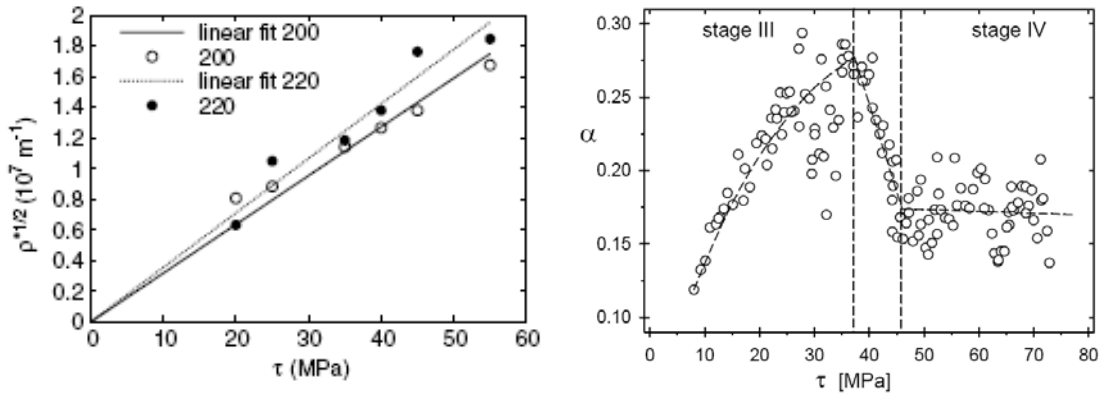 2
1.8
1.6
1.4
1.2
1
0.8
0.6
0.4
0.2
0
ρ*1/2 (10^7 m^-1)
linear fit 200
200
linear fit 220
220
0 10 20 30 40 50 60
τ (MPa)
0.30
0.25
0.20
0.15
0.10
α
stage III
stage IV
0 10 20 30 40 50 60 70 80
τ [MPa]